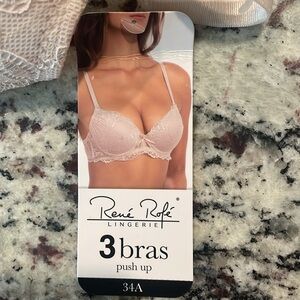 René Rofé
LINGERIE
3 bras
push up
34A